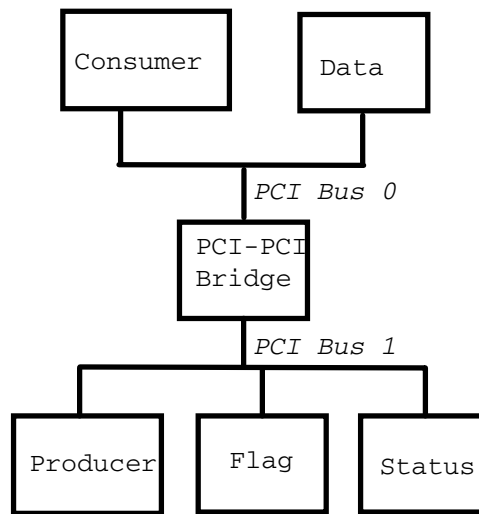 Consumer
Data
PCI Bus 0
PCI-PCI
Bridge
PCI Bus 1
Producer
Flag
Status